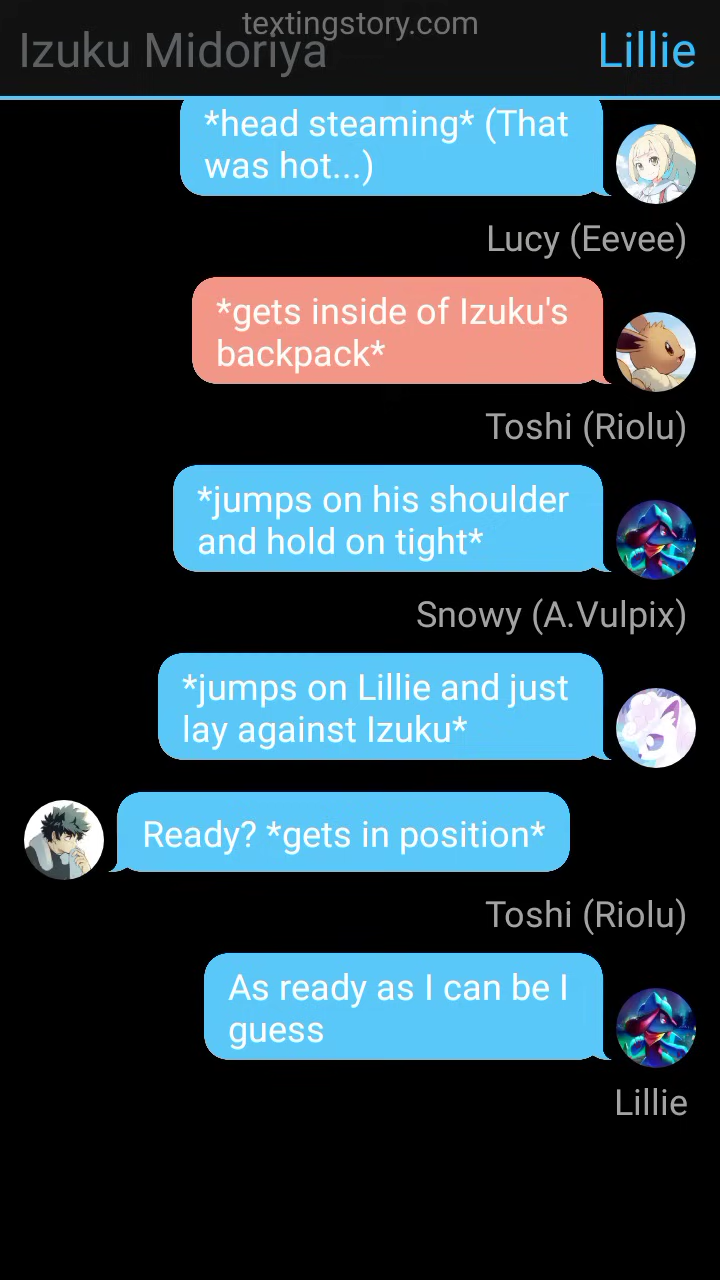 textingstory.com
Izuku Midoriya
Lillie
*head steaming* (That
was hot...)
Lucy (Eevee)
*gets inside of Izuku's
backpack*
Toshi (Riolu)
*jumps on his shoulder
and hold on tight*
Snowy (A.Vulpix)
*jumps on Lillie and just
lay against Izuku*
Ready? *gets in position*
Toshi (Riolu)
As ready as I can be I
guess
Lillie